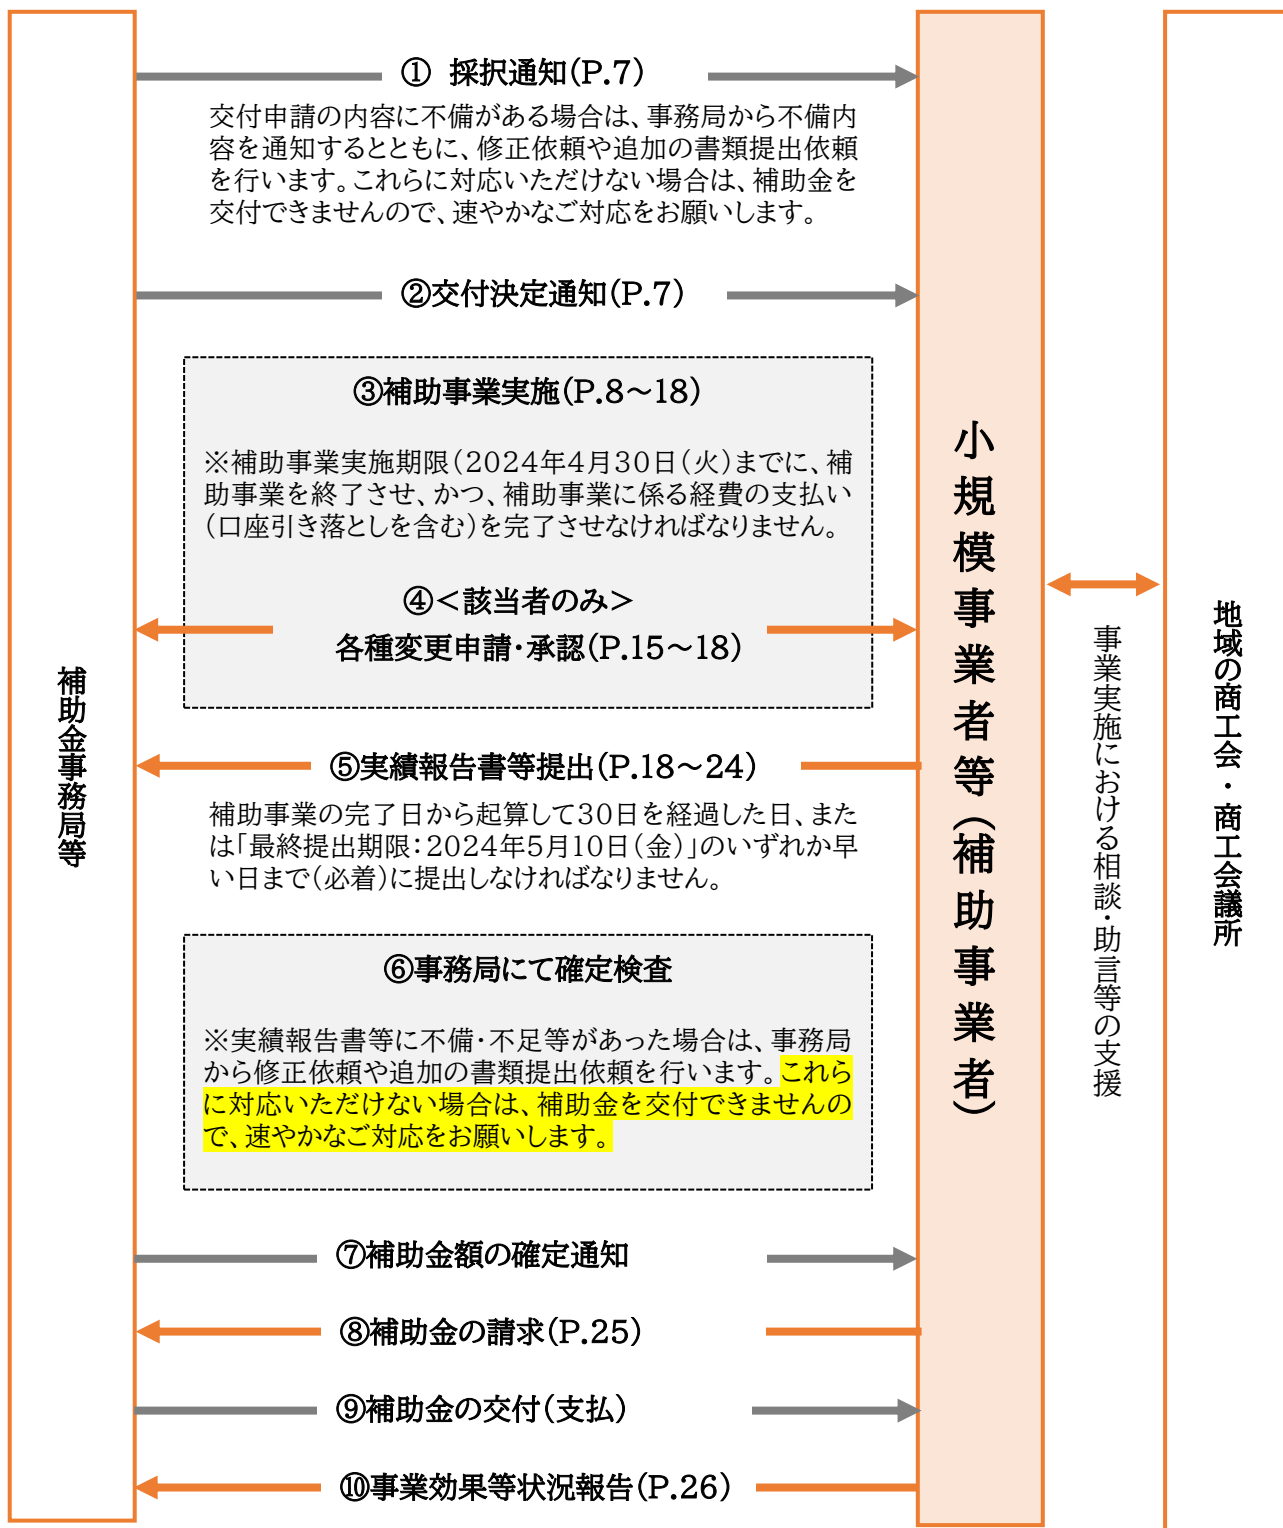 ① 採択通知(P.7)
交付申請の内容に不備がある場合は、事務局から不備内
容を通知するとともに、修正依頼や追加の書類提出依頼
を行います。これらに対応いただけない場合は、補助金を
交付できませんので、速やかなご対応をお願いします。
②交付決定通知(P.7)
③補助事業実施(P.8～18)
※補助事業実施期限(2024年4月30日(火)までに、補
助事業を終了させ、かつ、補助事業に係る経費の支払い
(口座引き落としを含む)を完了させなければなりません。
④<該当者のみ>
各種変更申請・承認(P.15～18)
⑤実績報告書等提出(P.18～24)
補助事業の完了日から起算して30日を経過した日、また
は「最終提出期限：2024年5月10日(金)」のいずれか早
い日まで(必着)に提出しなければなりません。
⑥事務局にて確定検査
※実績報告書等に不備・不足等があった場合は、事務局
から修正依頼や追加の書類提出依頼を行います。これら
に対応いただけない場合は、補助金を交付できませんの
で、速やかなご対応をお願いします。
⑦補助金額の確定通知
⑧補助金の請求(P.25)
⑨補助金の交付(支払)
⑩事業効果等状況報告(P.26)
補助金事務局等
小規模事業者等(補助事業者)
事業実施における相談・助言等の支援
地域の商工会・商工会議所